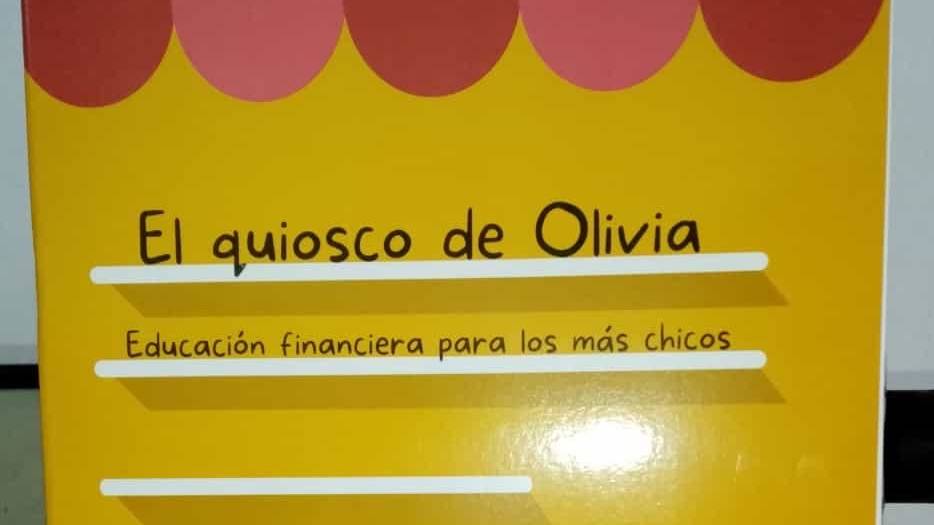 El quiosco de Olivia
Educación financiera para los más chicos